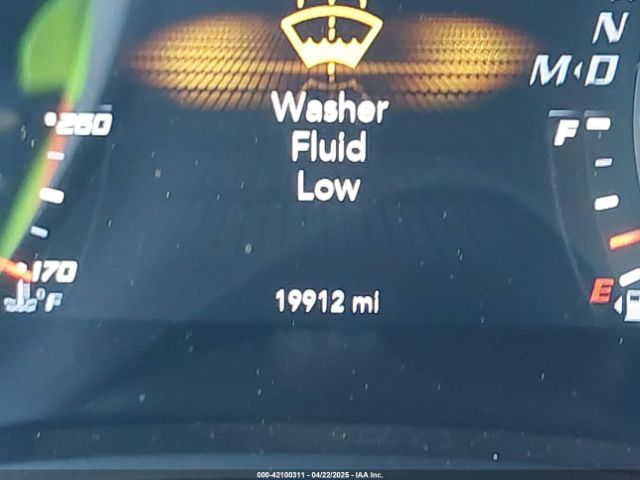 N
M◂D
260
F
Washer
Fluid
Low
170
°F
E
19912 mi
000-42100311 - 04/22/2025 - IAA Inc.